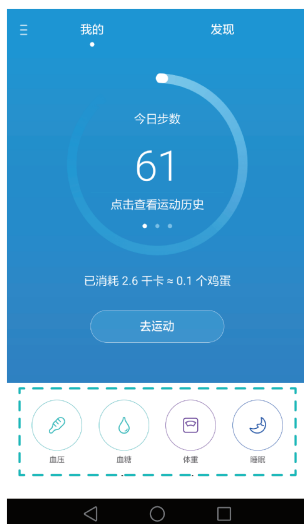 我的 发现
今日步数
61
点击查看运动历史
已消耗 2.6 千卡 ≈ 0.1 个鸡蛋
去运动
血压 血糖 体重 睡眠